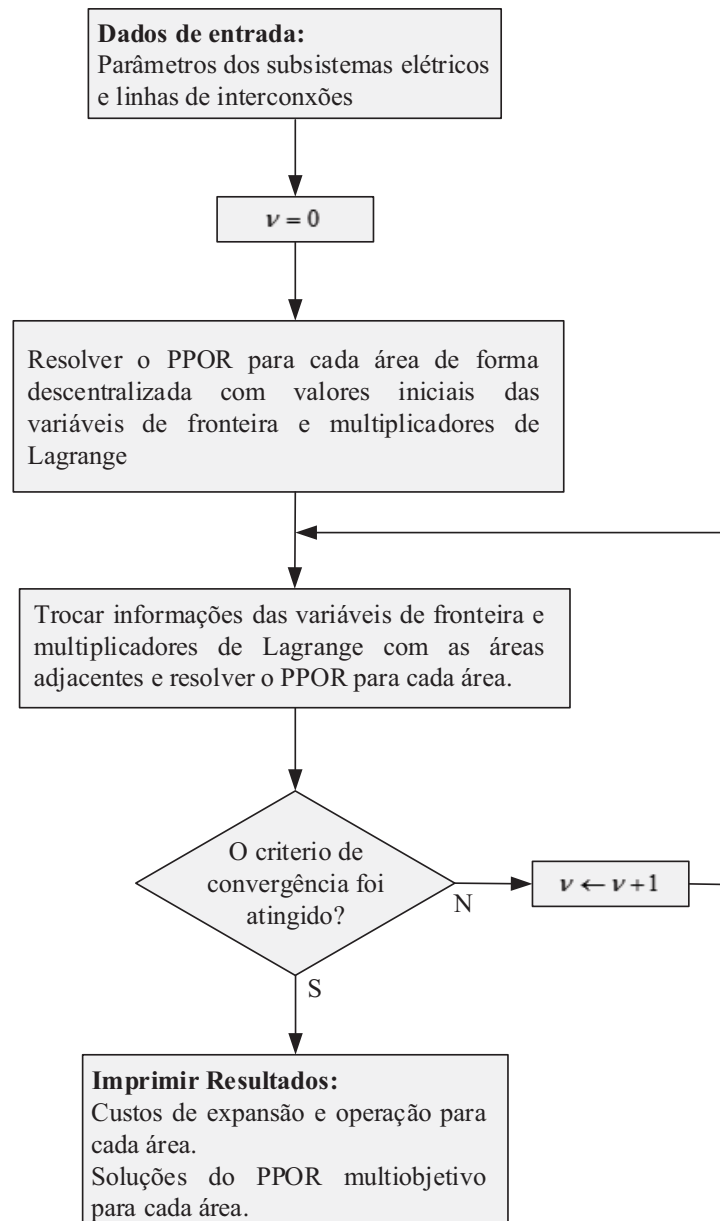 Dados de entrada:
Parâmetros dos subsistemas elétricos
e linhas de interconxões
ν = 0
Resolver o PPOR para cada área de forma
descentralizada com valores iniciais das
variáveis de fronteira e multiplicadores de
Lagrange
Trocar informações das variáveis de fronteira e
multiplicadores de Lagrange com as áreas
adjacentes e resolver o PPOR para cada área.
O criterio de
convergência foi
atingido?
N
ν ← ν+1
S
Imprimir Resultados:
Custos de expansão e operação para
cada área.
Soluções do PPOR multiobjetivo
para cada área.